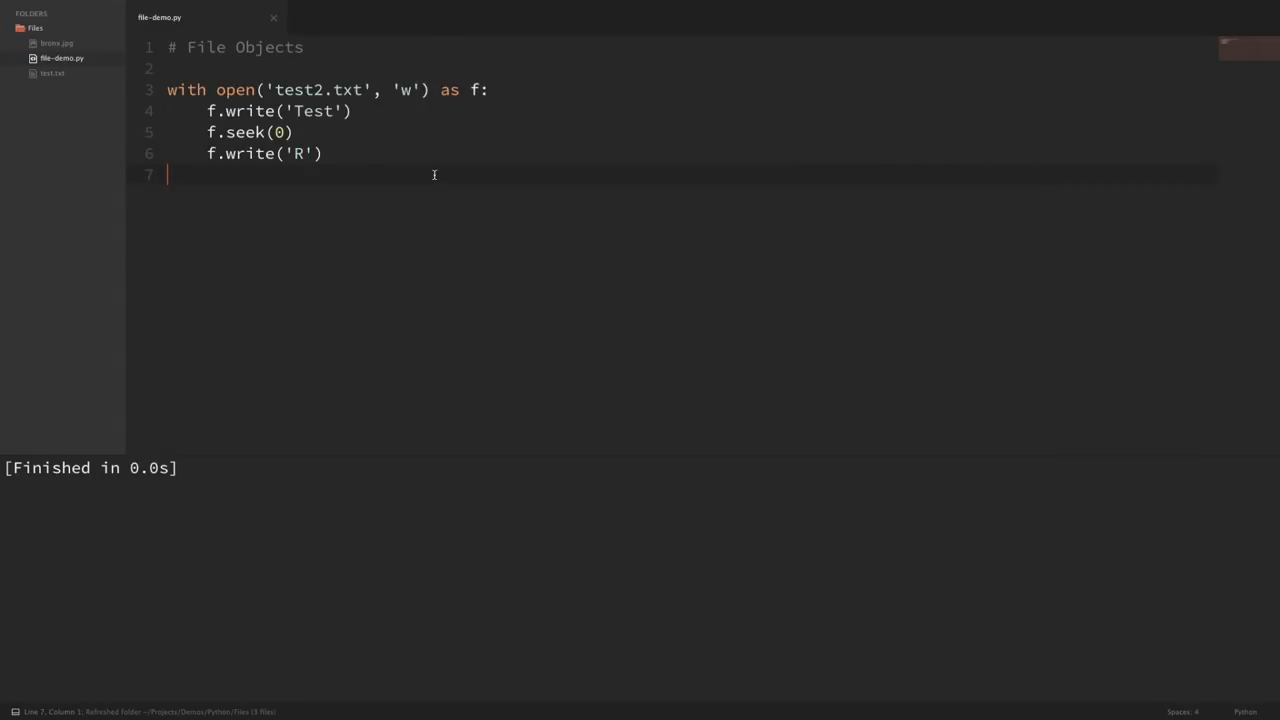 FOLDERS
Files
bronx.jpg
file-demo.py
test.txt
file-demo.py
1 # File Objects
2
3 with open('test2.txt', 'w') as f:
4 f.write('Test')
5 f.seek(0)
6 f.write('R')
7
[Finished in 0.0s]
Line 7, Column 1; Refreshed folder ~/Projects/Demos/Python/Files (3 files)
Spaces: 4
Python